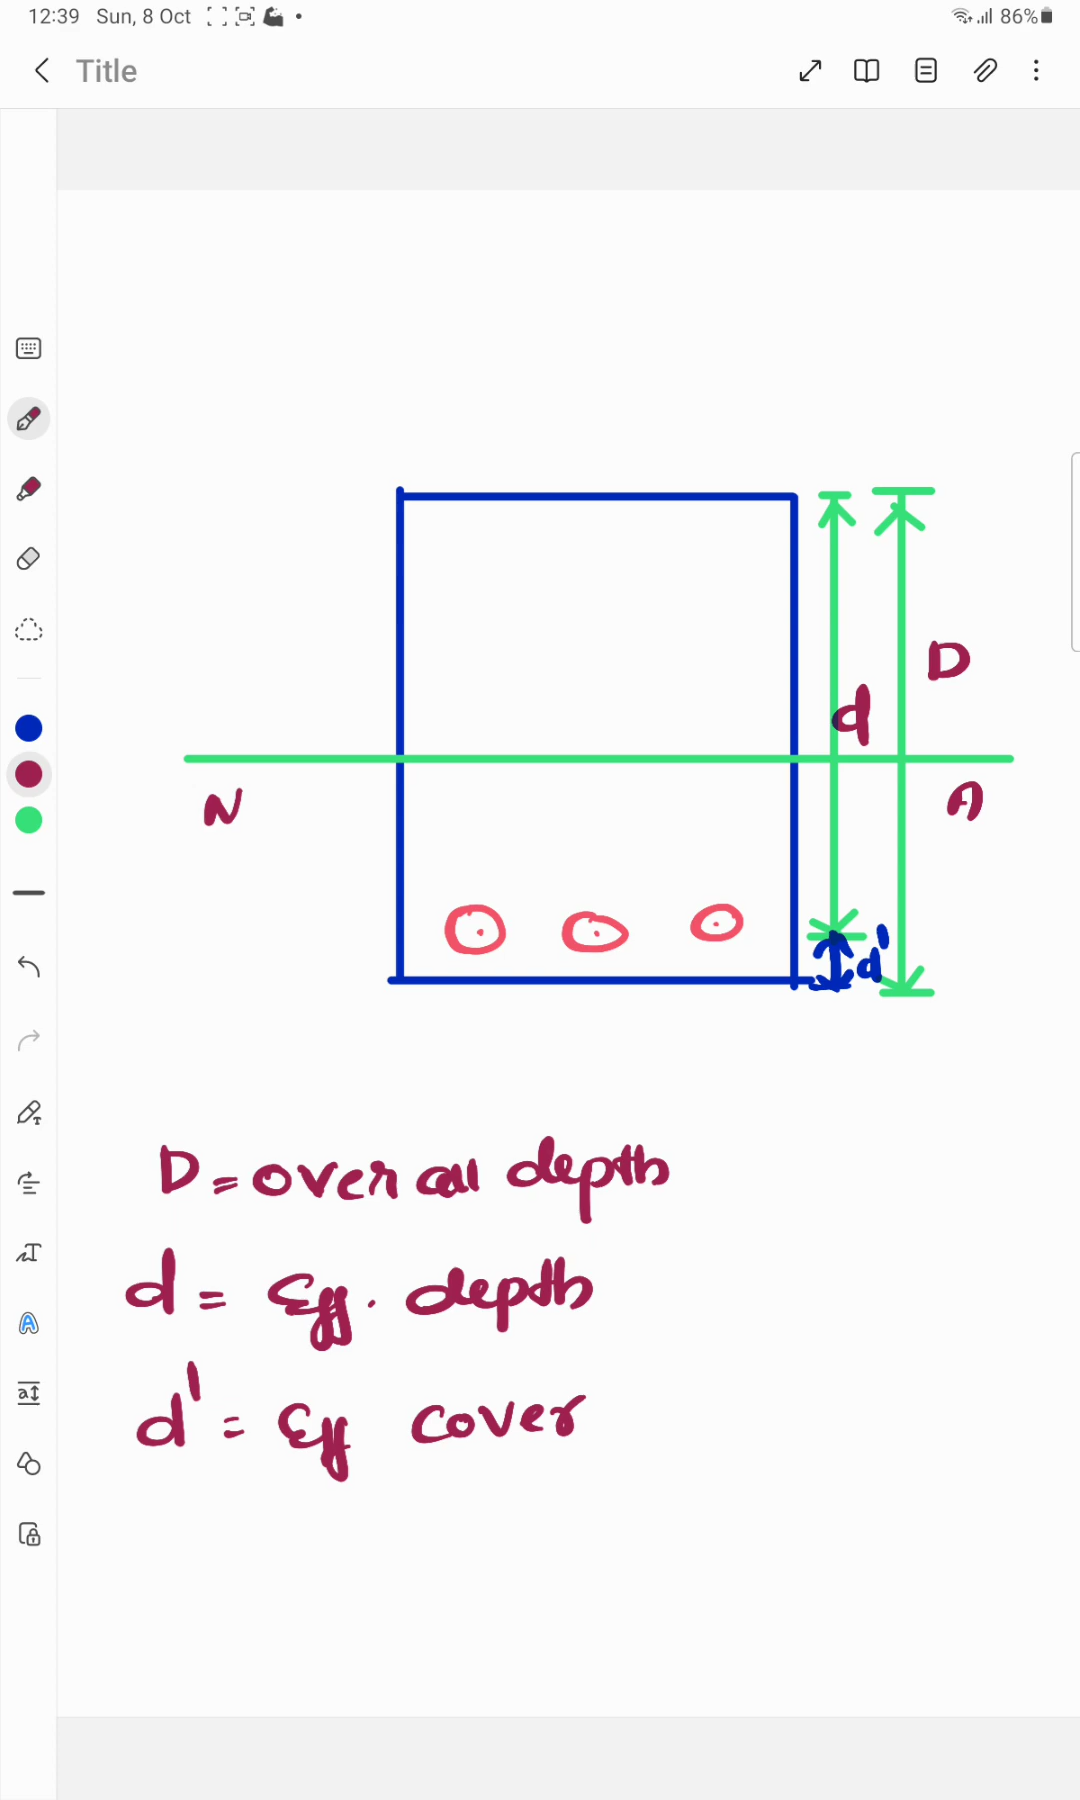 12:39 Sun, 8 Oct 86%
Title
D
d
N A
d'
D = over all depth
d = Eff. depth
d' = Eff cover